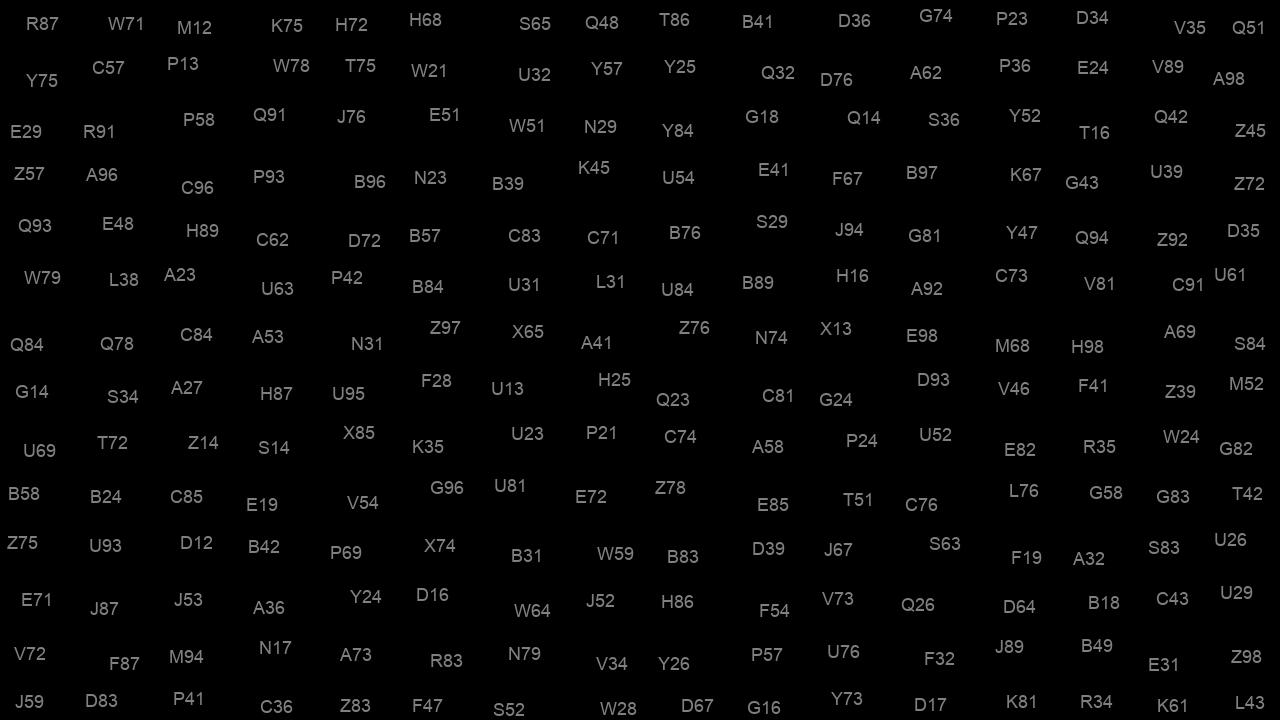 R87 W71 M12 K75 H72 H68 S65 Q48 T86 B41 D36 G74 P23 D34 V35 Q51
Y75 C57 P13 W78 T75 W21 U32 Y57 Y25 Q32 D76 A62 P36 E24 V89 A98
E29 R91 P58 Q91 J76 E51 W51 N29 Y84 G18 Q14 S36 Y52 T16 Q42 Z45
Z57 A96 C96 P93 B96 N23 B39 K45 U54 E41 F67 B97 K67 G43 U39 Z72
Q93 E48 H89 C62 D72 B57 C83 C71 B76 S29 J94 G81 Y47 Q94 Z92 D35
W79 L38 A23 U63 P42 B84 U31 L31 U84 B89 H16 A92 C73 V81 C91 U61
Q84 Q78 C84 A53 N31 Z97 X65 A41 Z76 N74 X13 E98 M68 H98 A69 S84
G14 S34 A27 H87 U95 F28 U13 H25 Q23 C81 G24 D93 V46 F41 Z39 M52
U69 T72 Z14 S14 X85 K35 U23 P21 C74 A58 P24 U52 E82 R35 W24 G82
B58 B24 C85 E19 V54 G96 U81 E72 Z78 E85 T51 C76 L76 G58 G83 T42
Z75 U93 D12 B42 P69 X74 B31 W59 B83 D39 J67 S63 F19 A32 S83 U26
E71 J87 J53 A36 Y24 D16 W64 J52 H86 F54 V73 Q26 D64 B18 C43 U29
V72 F87 M94 N17 A73 R83 N79 V34 Y26 P57 U76 F32 J89 B49 E31 Z98
J59 D83 P41 C36 Z83 F47 S52 W28 D67 G16 Y73 D17 K81 R34 K61 L43